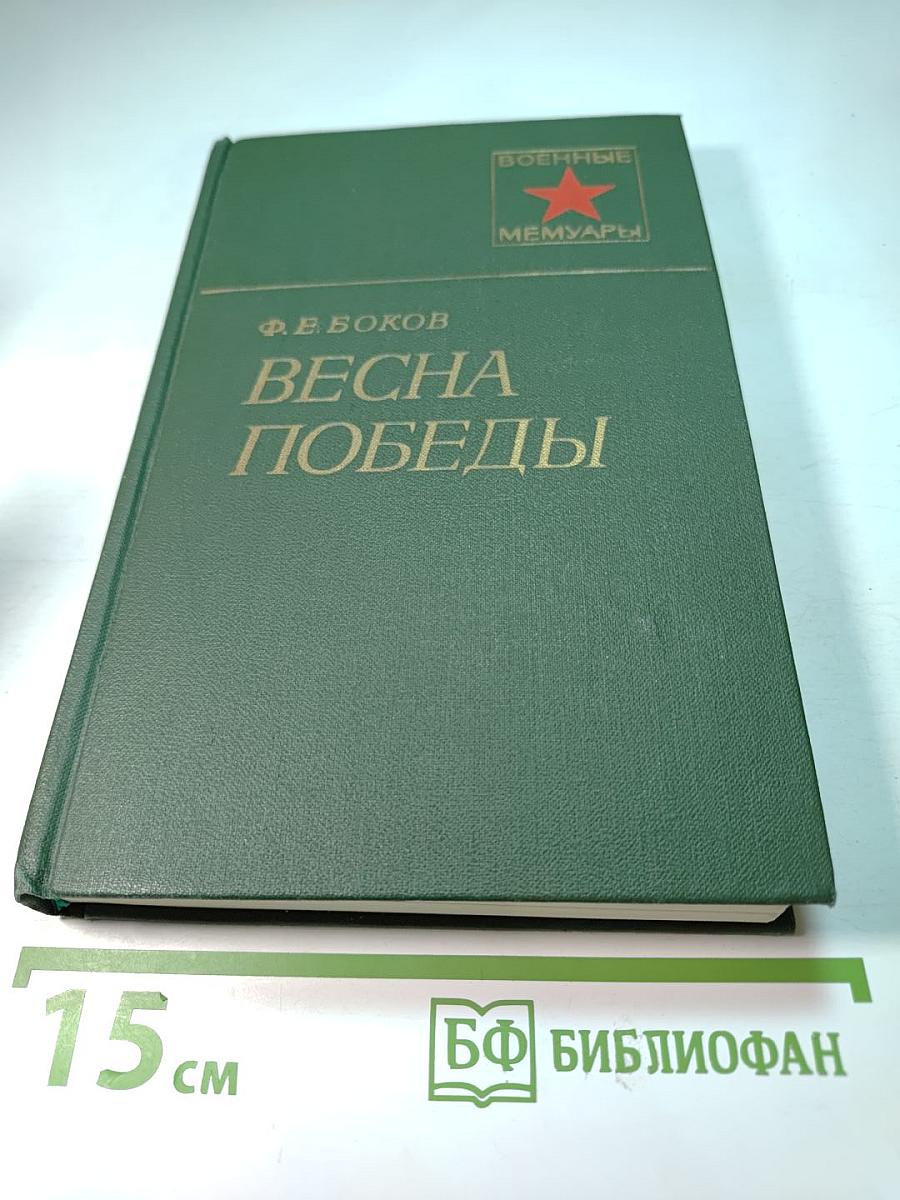 ВОЕННЫЕ
МЕМУАРЫ
Ф. Е. БОКОВ
ВЕСНА
ПОБЕДЫ
15 см
БФ БИБЛИОФАН